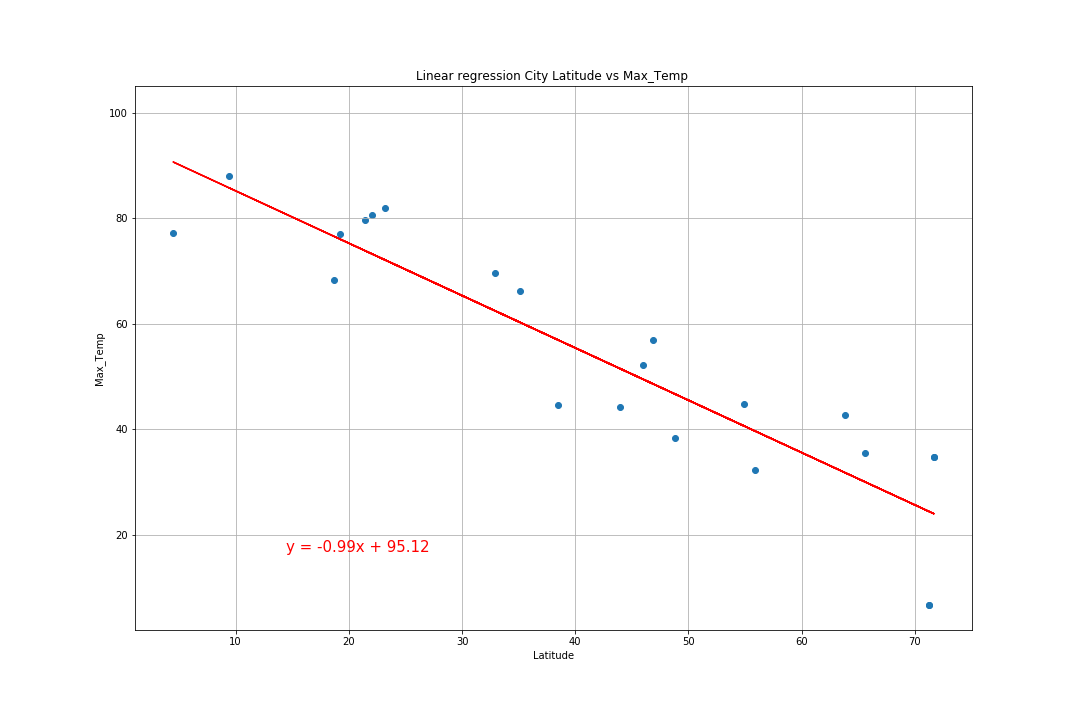 Linear regression City Latitude vs Max_Temp
100
80
60
40
20
Max_Temp
y = -0.99x + 95.12
10 20 30 40 50 60 70
Latitude